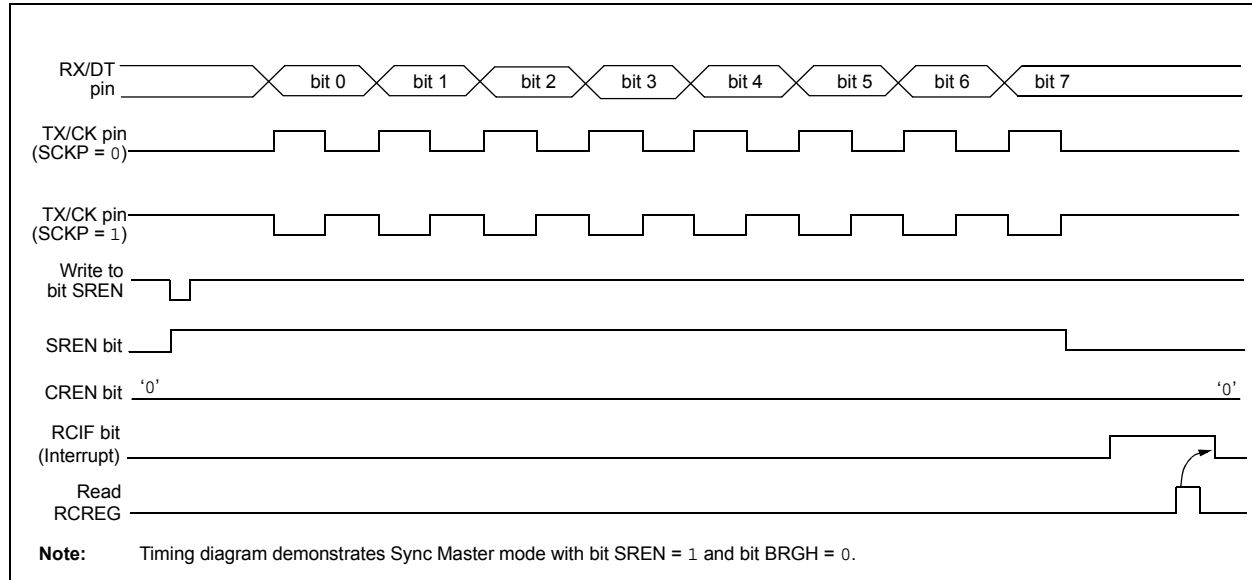 RX/DT
pin
bit 0 bit 1 bit 2 bit 3 bit 4 bit 5 bit 6 bit 7
TX/CK pin
(SCKP = 0)
TX/CK pin
(SCKP = 1)
Write to
bit SREN
SREN bit
CREN bit ‘0’ ‘0’
RCIF bit
(Interrupt)
Read
RCREG
Note: Timing diagram demonstrates Sync Master mode with bit SREN = 1 and bit BRGH = 0.